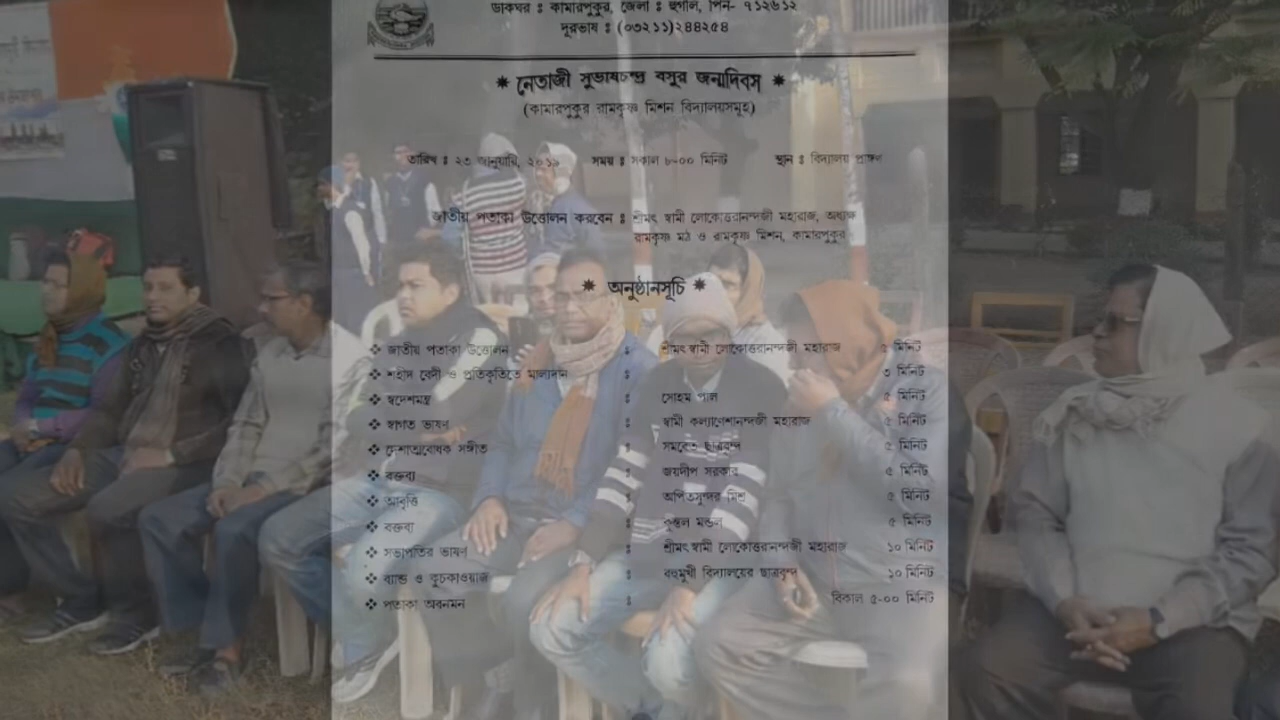 ডাকঘর ঃ কামারপুকুর, জেলা ঃ হুগলি, পিন- ৭১২৬১২
দূরভাষ ঃ (০৩২১১)২৪৪২৫৪
✷ নেতাজী সুভাষচন্দ্র বসুর জন্মদিবস ✷
(কামারপুকুর রামকৃষ্ণ মিশন বিদ্যালয়সমূহ)
তারিখ ঃ ২৩ জানুয়ারি, ২০১৯ সময় ঃ সকাল ৮-০০ মিনিট স্থান ঃ বিদ্যালয় প্রাঙ্গণ
জাতীয় পতাকা উত্তোলন করবেন ঃ শ্রীমৎ স্বামী লোকোত্তরানন্দজী মহারাজ, অধ্যক্ষ
রামকৃষ্ণ মঠ ও রামকৃষ্ণ মিশন, কামারপুকুর
✷ অনুষ্ঠানসূচি ✷
❖ জাতীয় পতাকা উত্তোলন ঃ শ্রীমৎ স্বামী লোকোত্তরানন্দজী মহারাজ ৫ মিনিট
❖ শহীদ বেদী ও প্রতিকৃতিতে মাল্যদান ঃ ৩ মিনিট
❖ স্বদেশমন্ত্র ঃ সোহম পাল ৫ মিনিট
❖ স্বাগত ভাষণ ঃ স্বামী কল্যাণেশানন্দজী মহারাজ ৫ মিনিট
❖ দেশাত্মবোধক সঙ্গীত ঃ সমবেত ছাত্রবৃন্দ ৫ মিনিট
❖ বক্তব্য ঃ জয়দীপ সরকার ৫ মিনিট
❖ আবৃত্তি ঃ অর্পিতসুন্দর মিশ্র ৫ মিনিট
❖ বক্তব্য ঃ কুন্তল মন্ডল ৫ মিনিট
❖ সভাপতির ভাষণ ঃ শ্রীমৎ স্বামী লোকোত্তরানন্দজী মহারাজ ১০ মিনিট
❖ ব্যান্ড ও কুচকাওয়াজ ঃ বহুমুখী বিদ্যালয়ের ছাত্রবৃন্দ ১০ মিনিট
❖ পতাকা অবনমন ঃ বিকাল ৫-০০ মিনিট